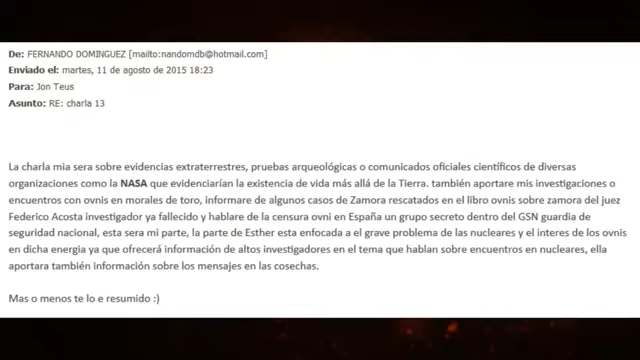 De: FERNANDO DOMINGUEZ [mailto:nandomdb@hotmail.com]
Enviado el: martes, 11 de agosto de 2015 18:23
Para: Jon Teus
Asunto: RE: charla 13
La charla mia sera sobre evidencias extraterrestres, pruebas arqueológicas o comunicados oficiales científicos de diversas
organizaciones como la NASA que evidenciarían la existencia de vida más allá de la Tierra. también aportare mis investigaciones o
encuentros con ovnis en morales de toro, informare de algunos casos de Zamora rescatados en el libro ovnis sobre zamora del juez
Federico Acosta investigador ya fallecido y hablare de la censura ovni en España un grupo secreto dentro del GSN guardia de
seguridad nacional, esta sera mi parte, la parte de Esther esta enfocada a el grave problema de las nucleares y el interes de los ovnis
en dicha energia ya que ofrecerá información de altos investigadores en el tema que hablan sobre encuentros en nucleares, ella
aportara también información sobre los mensajes en las cosechas.
Mas o menos te lo e resumido :)